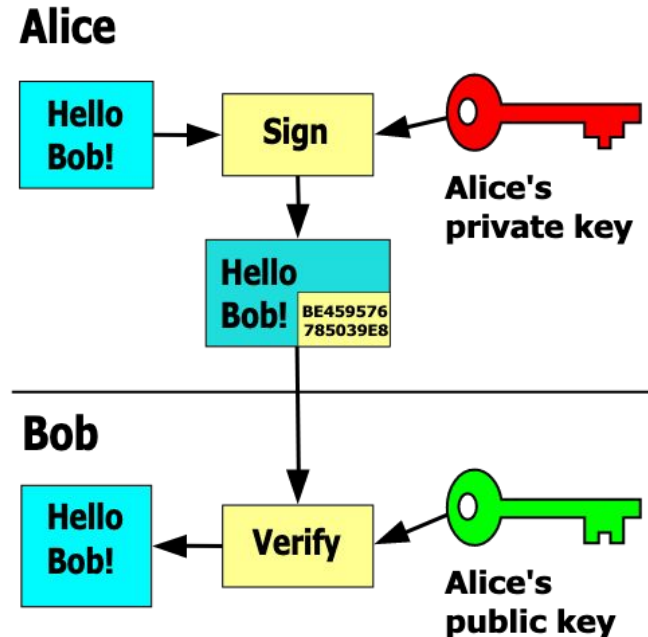 Alice
Hello
Bob!
Sign
Alice's
private key
Hello
Bob!
BE459576
785039E8
Bob
Hello
Bob!
Verify
Alice's
public key